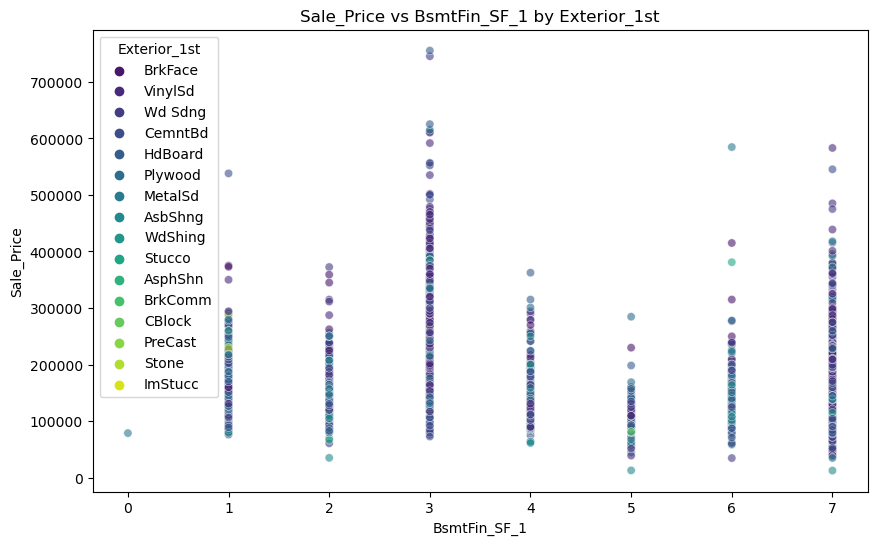 Sale_Price vs BsmtFin_SF_1 by Exterior_1st
Exterior_1st
BrkFace
VinylSd
Wd Sdng
CemntBd
HdBoard
Plywood
MetalSd
AsbShng
WdShing
Stucco
AsphShn
BrkComm
CBlock
PreCast
Stone
ImStucc
Sale_Price
700000
600000
500000
400000
300000
200000
100000
0
0 1 2 3 4 5 6 7
BsmtFin_SF_1